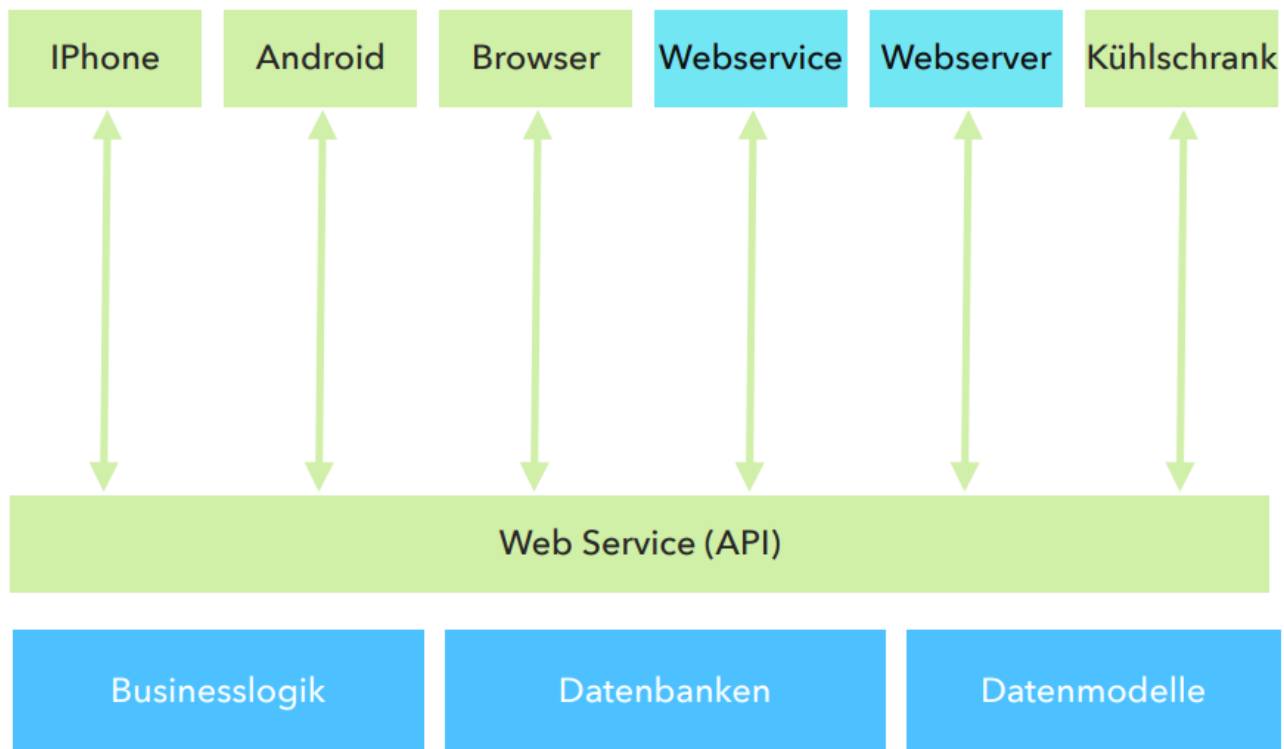 IPhone
Android
Browser
Webservice
Webserver
Kühlschrank
Web Service (API)
Businesslogik
Datenbanken
Datenmodelle